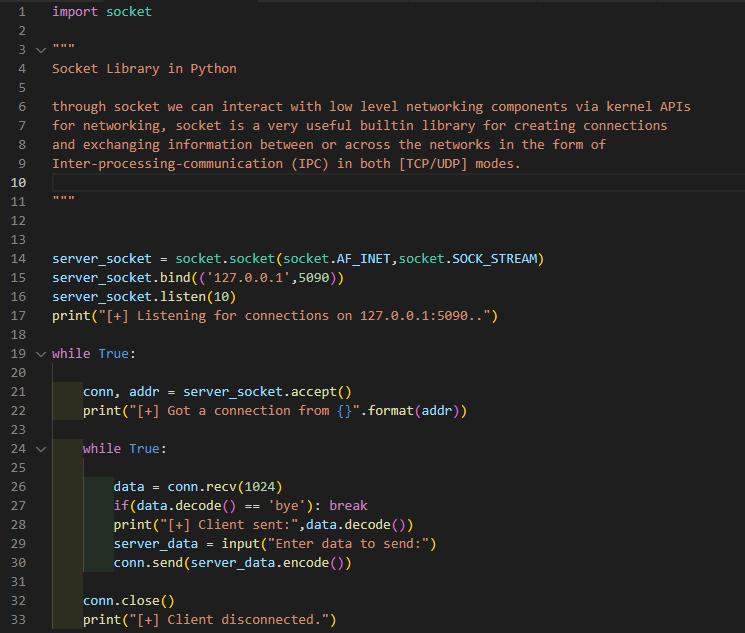 1 import socket
2
3 """
4 Socket Library in Python
5
6 through socket we can interact with low level networking components via kernel APIs
7 for networking, socket is a very useful builtin library for creating connections
8 and exchanging information between or across the networks in the form of
9 Inter-processing-communication (IPC) in both [TCP/UDP] modes.
10
11 """
12
13
14 server_socket = socket.socket(socket.AF_INET,socket.SOCK_STREAM)
15 server_socket.bind(('127.0.0.1',5090))
16 server_socket.listen(10)
17 print("[+] Listening for connections on 127.0.0.1:5090..")
18
19 while True:
20
21     conn, addr = server_socket.accept()
22     print("[+] Got a connection from {}".format(addr))
23
24     while True:
25
26         data = conn.recv(1024)
27         if(data.decode() == 'bye'): break
28         print("[+] Client sent:",data.decode())
29         server_data = input("Enter data to send:")
30         conn.send(server_data.encode())
31
32     conn.close()
33     print("[+] Client disconnected.")